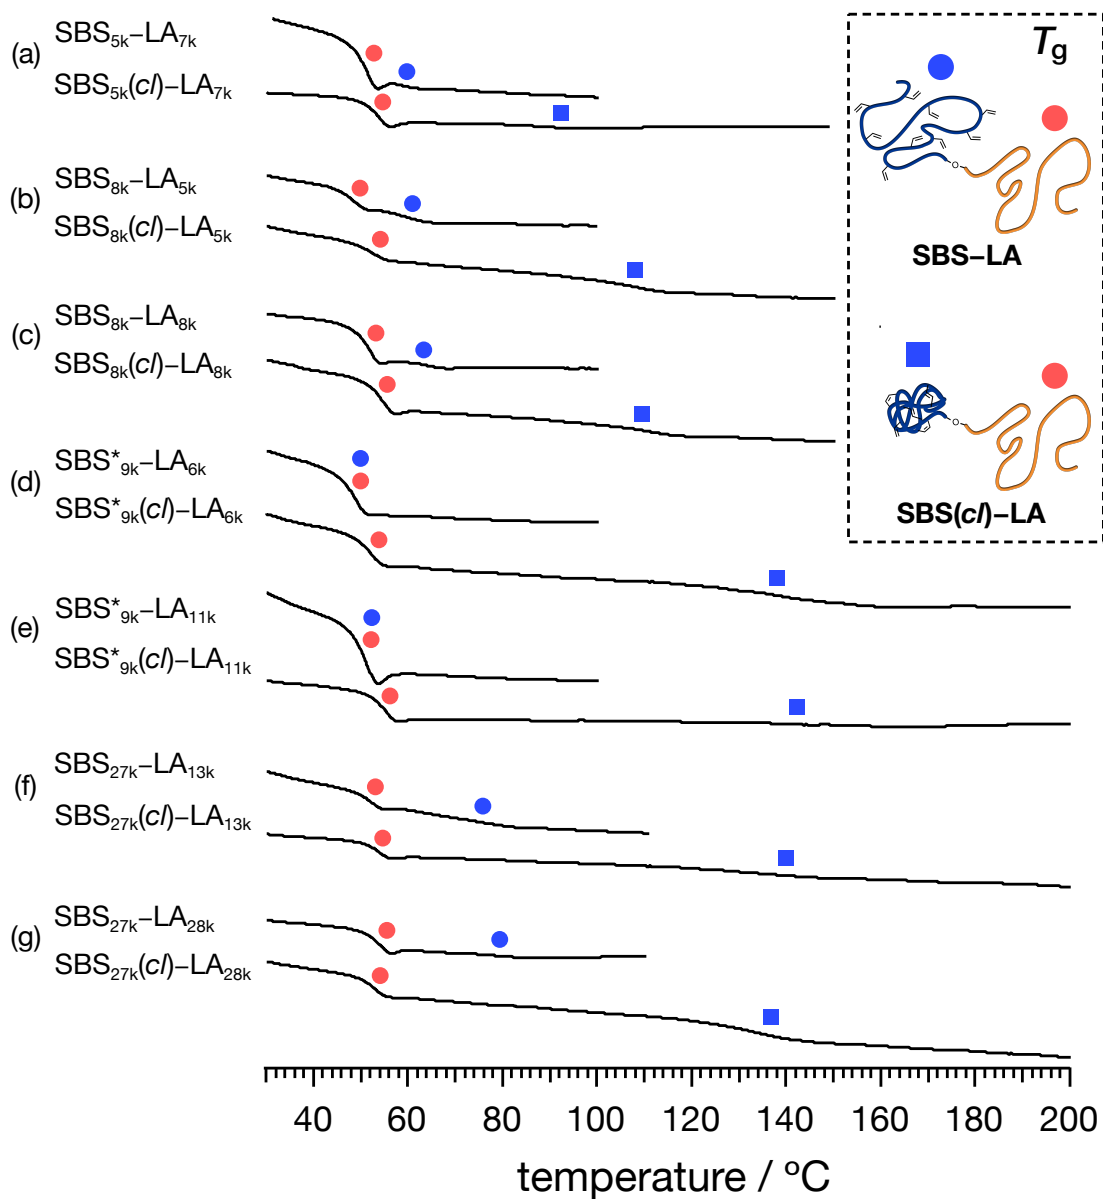 (a)
SBS5k–LA7k
SBS5k(cl)–LA7k
(b)
SBS8k–LA5k
SBS8k(cl)–LA5k
(c)
SBS8k–LA8k
SBS8k(cl)–LA8k
(d)
SBS*9k–LA6k
SBS*9k(cl)–LA6k
(e)
SBS*9k–LA11k
SBS*9k(cl)–LA11k
(f)
SBS27k–LA13k
SBS27k(cl)–LA13k
(g)
SBS27k–LA28k
SBS27k(cl)–LA28k
Tg
O
SBS–LA
O
SBS(cl)–LA
40 60 80 100 120 140 160 180 200
temperature / ºC